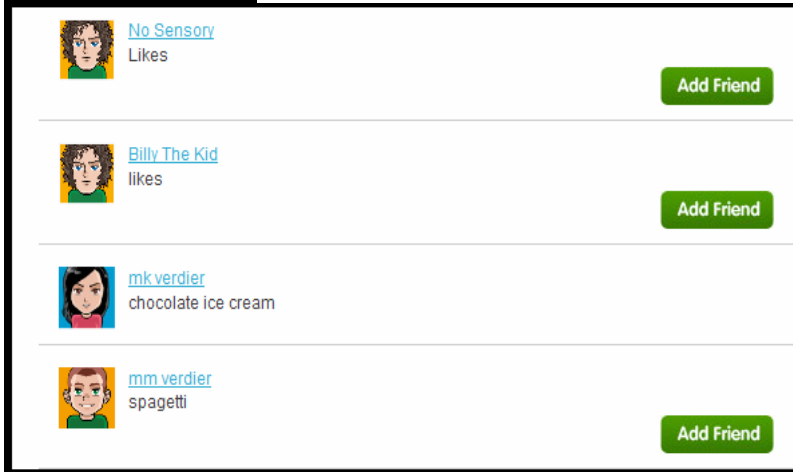 No Sensory
Likes
Add Friend
Billy The Kid
likes
Add Friend
mk verdier
chocolate ice cream
mm verdier
spagetti
Add Friend